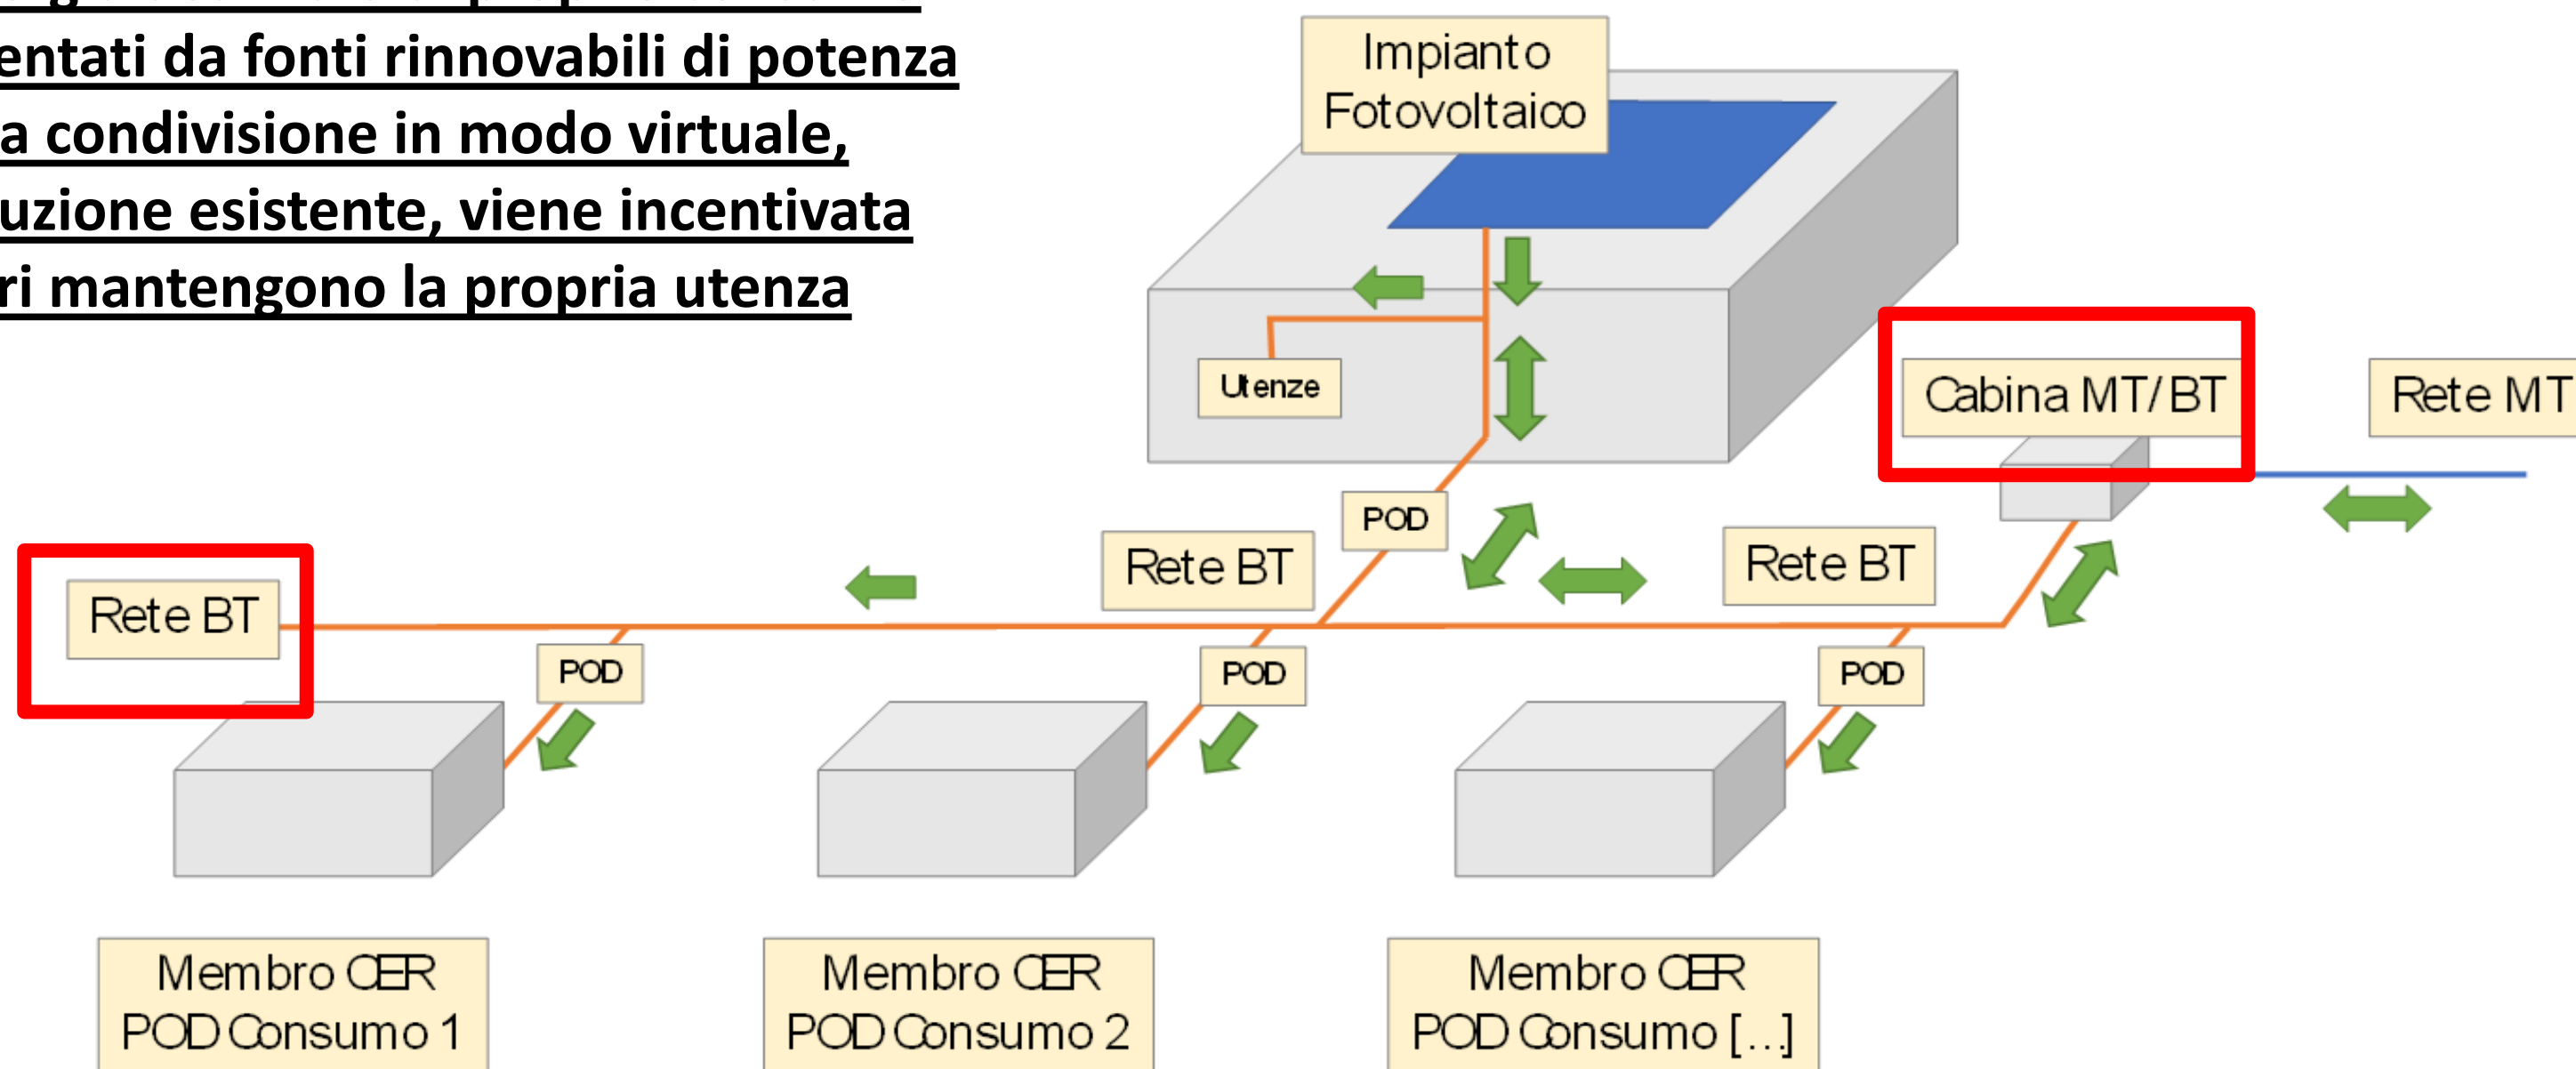 entati da fonti rinnovabili di potenza
a condivisione in modo virtuale,
uzione esistente, viene incentivata
ri mantengono la propria utenza
Impianto
Fotovoltaico
Utenze
Cabina MT/BT
Rete MT
POD
Rete BT
Rete BT
Rete BT
POD
POD
POD
Membro CER
POD Consumo 1
Membro CER
POD Consumo 2
Membro CER
POD Consumo [...]